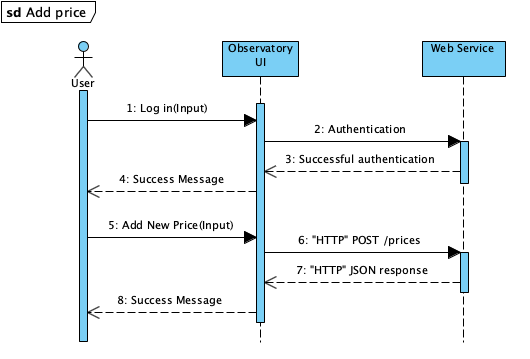 sd Add price
Observatory
UI
Web Service
User
1: Log in(Input)
2: Authentication
3: Successful authentication
4: Success Message
5: Add New Price(Input)
6: "HTTP" POST /prices
7: "HTTP" JSON response
8: Success Message